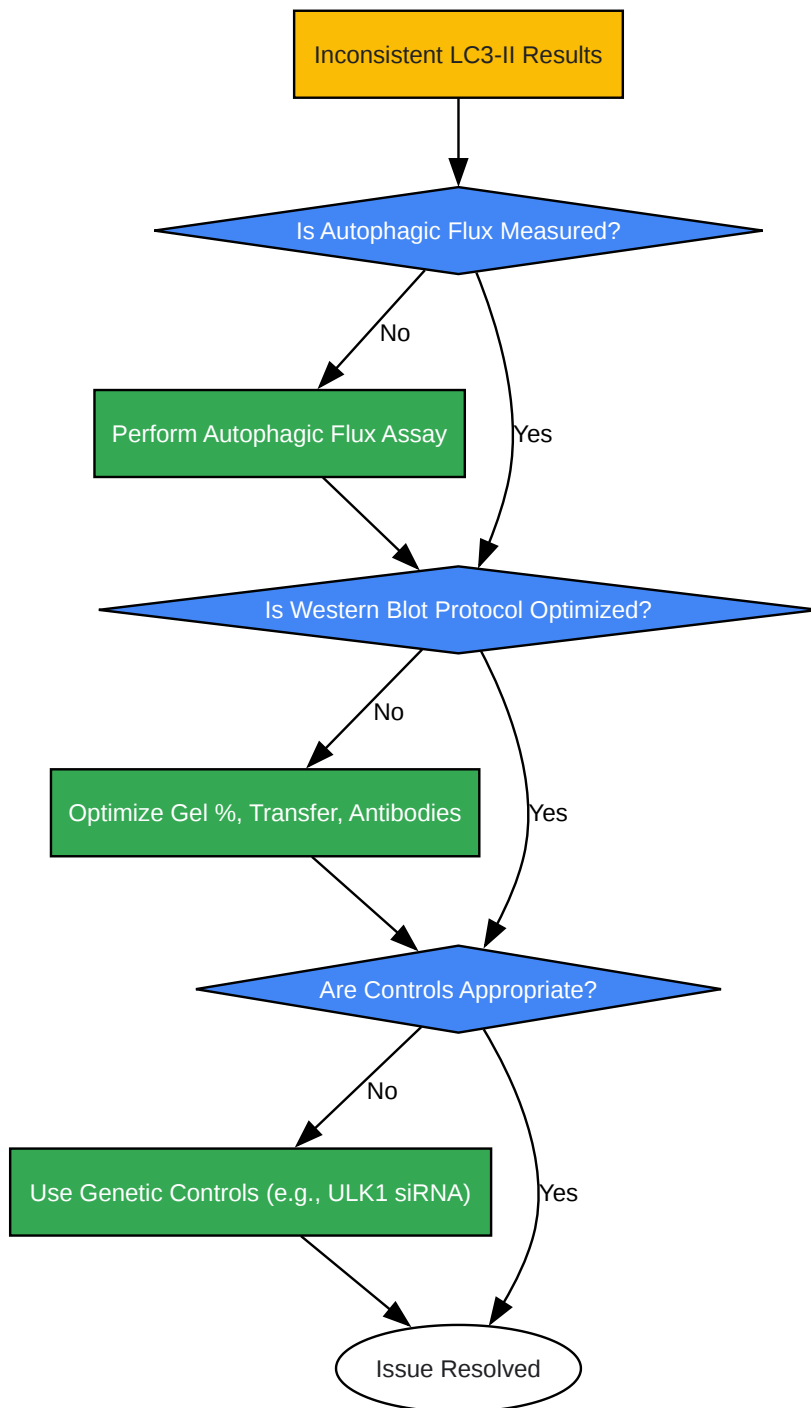 Inconsistent LC3-II Results
Is Autophagic Flux Measured?
No
Perform Autophagic Flux Assay
Yes
Is Western Blot Protocol Optimized?
No
Optimize Gel %, Transfer, Antibodies
Yes
Are Controls Appropriate?
No
Use Genetic Controls (e.g., ULK1 siRNA)
Yes
Issue Resolved